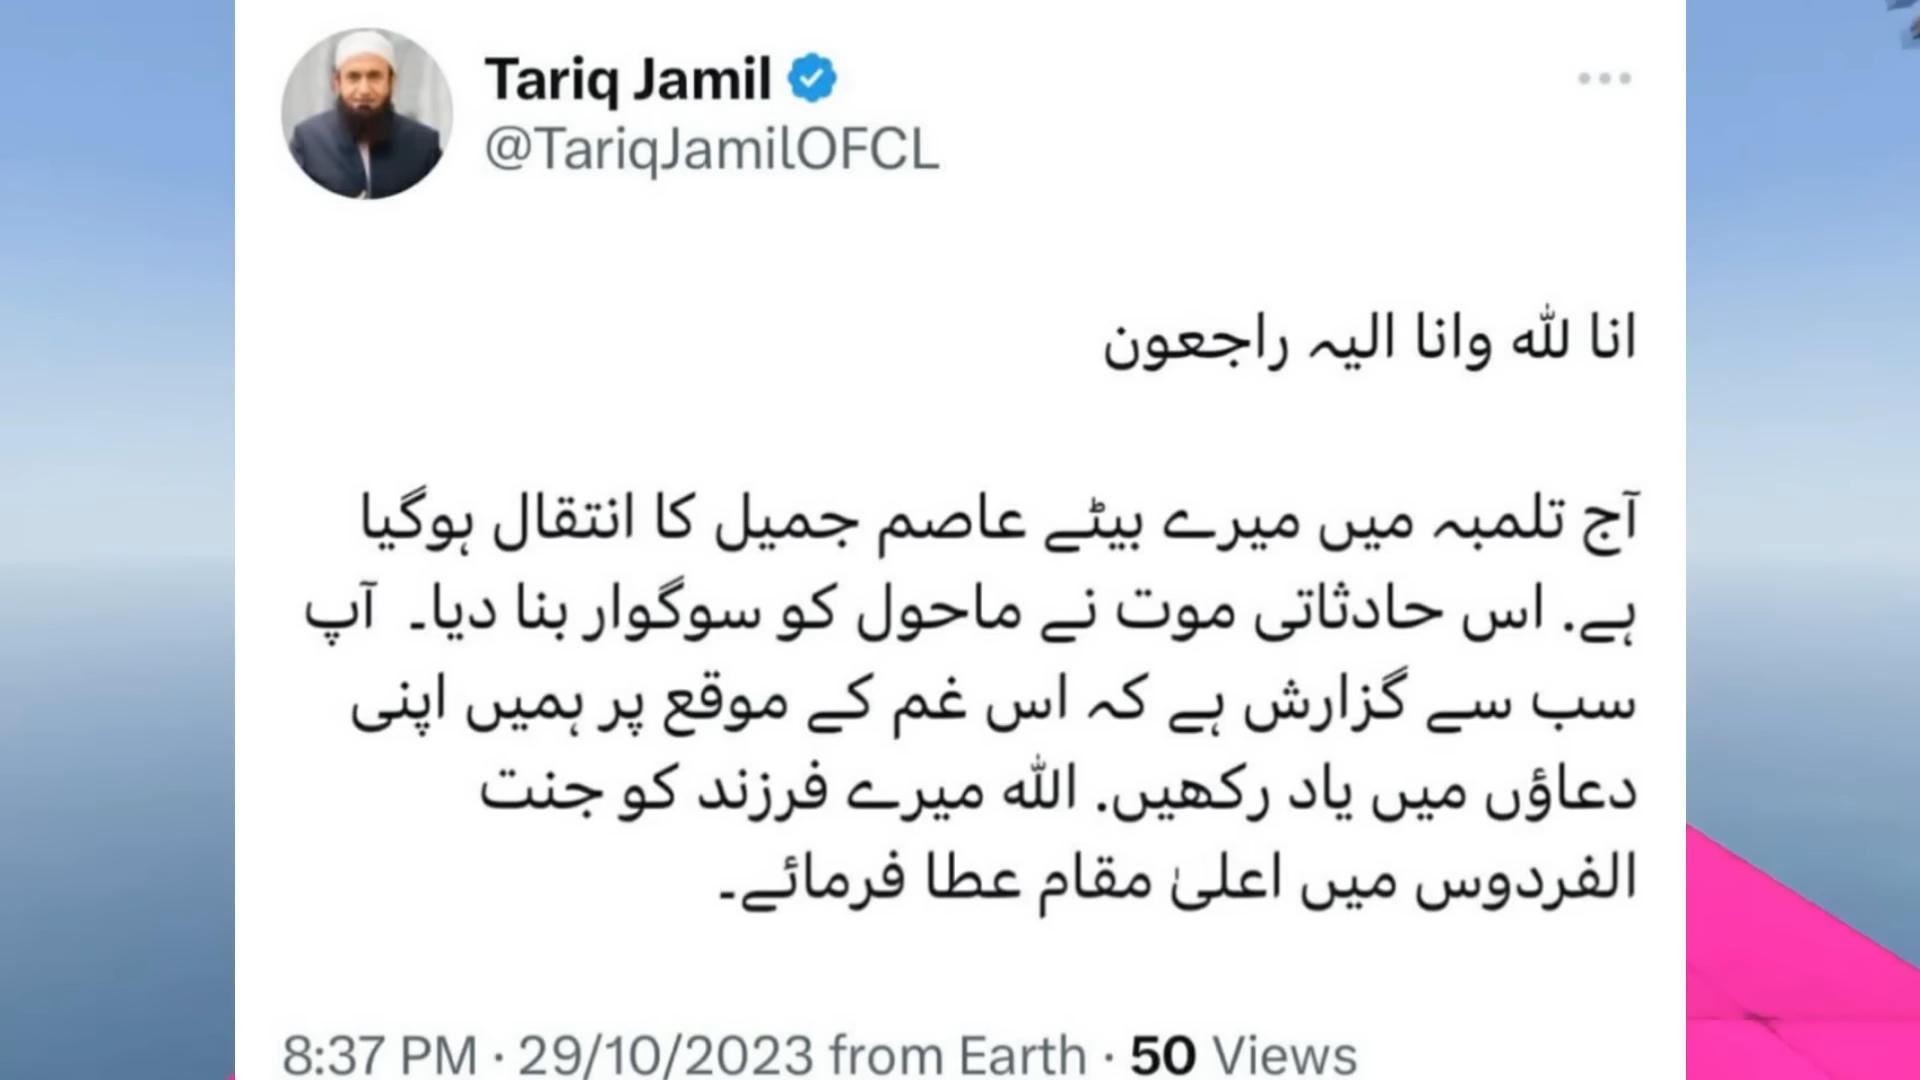 Tariq Jamil
@TariqJamilOFCL
انا للہ وانا الیہ راجعون
آج تلمبہ میں میرے بیٹے عاصم جمیل کا انتقال ہوگیا
ہے. اس حادثاتی موت نے ماحول کو سوگوار بنا دیا۔ آپ
سب سے گزارش ہے کہ اس غم کے موقع پر ہمیں اپنی
دعاؤں میں یاد رکھیں. اللہ میرے فرزند کو جنت
الفردوس میں اعلیٰ مقام عطا فرمائے۔
8:37 PM · 29/10/2023 from Earth · 50 Views